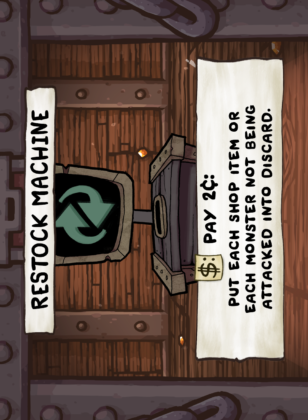 RESTOCK MACHINE
$: PAY 2¢:
PUT EACH SHOP ITEM OR
EACH MONSTER NOT BEING
ATTACKED INTO DISCARD.